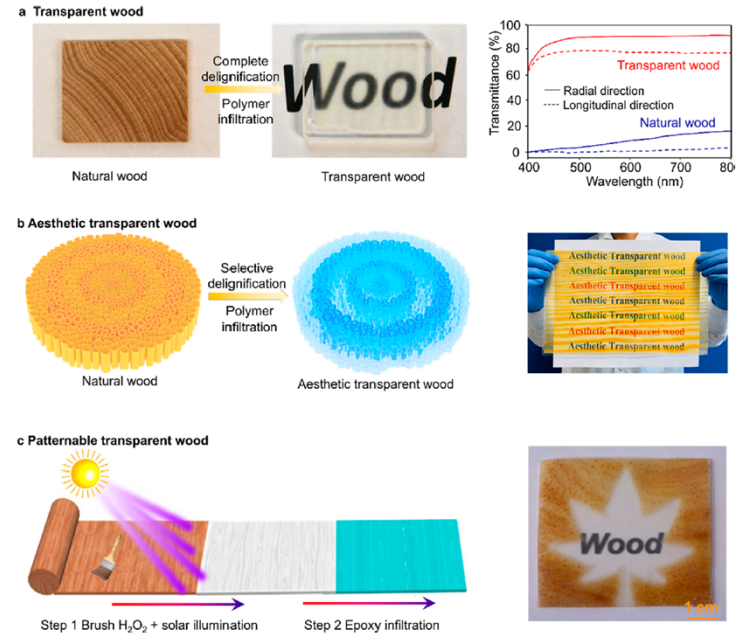 a Transparent wood
Complete
delignification
Polymer
infiltration
Wood
Natural wood
Transparent wood
Transmittance (%)
100
80
60
40
20
0
Transparent wood
Radial direction
Longitudinal direction
Natural wood
400
500
600
700
800
Wavelength (nm)
b Aesthetic transparent wood
Selective
delignification
Polymer
infiltration
Natural wood
Aesthetic transparent wood
Aesthetic Transparent wood
Aesthetic Transparent wood
Aesthetic Transparent wood
Aesthetic Transparent wood
Aesthetic Transparent wood
Aesthetic Transparent wood
Aesthetic Transparent wood
c Patternable transparent wood
Wood
1 cm
Step 1 Brush H₂O₂ + solar illumination
Step 2 Epoxy infiltration